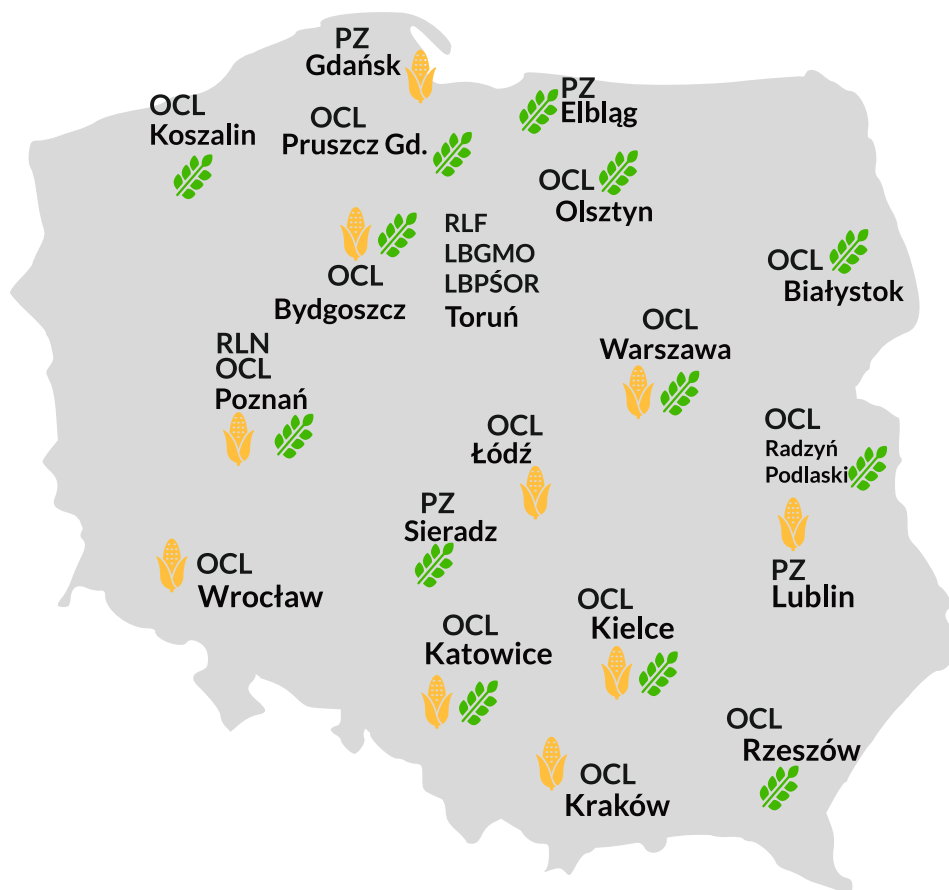 PZ
Gdańsk
PZ
Elbląg
OCL
Koszalin
OCL
Pruszcz Gd.
OCL
Olsztyn
RLF
LBGMO
LBPŚOR
Toruń
OCL
Bydgoszcz
OCL
Białystok
OCL
Warszawa
RLN
OCL
Poznań
OCL
Łódź
OCL
Radzyń
Podlaski
PZ
Sieradz
OCL
Wrocław
PZ
Lublin
OCL
Kielce
OCL
Katowice
OCL
Rzeszów
OCL
Kraków